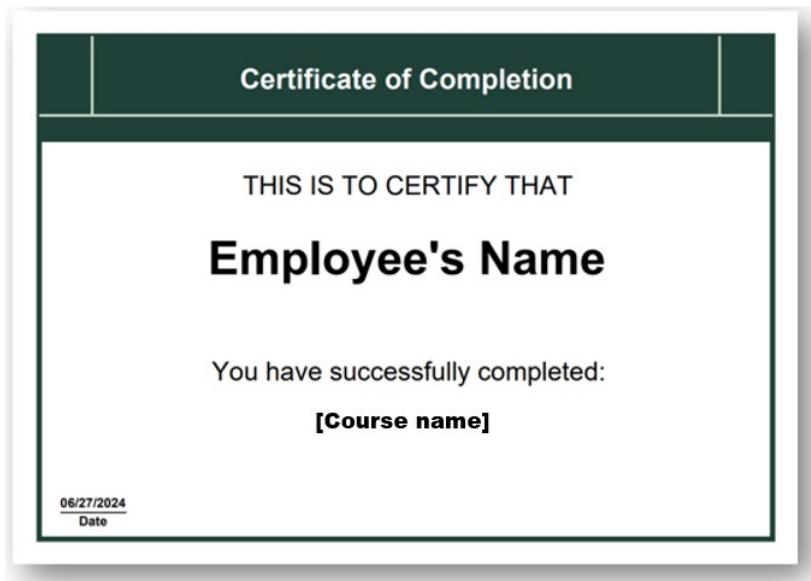 Certificate of Completion
THIS IS TO CERTIFY THAT
Employee's Name
You have successfully completed:
[Course name]
06/27/2024
Date